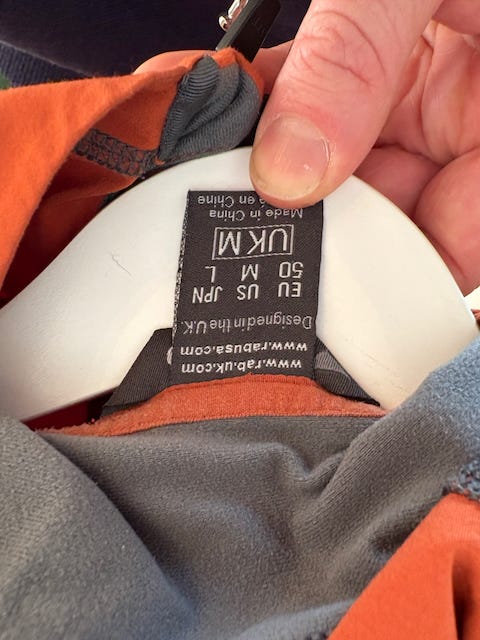 www.rab.uk.com
www.rabusa.com
Designed in the U.K.
EU US JPN
50 M L
UK M
Made in China
é en Chine